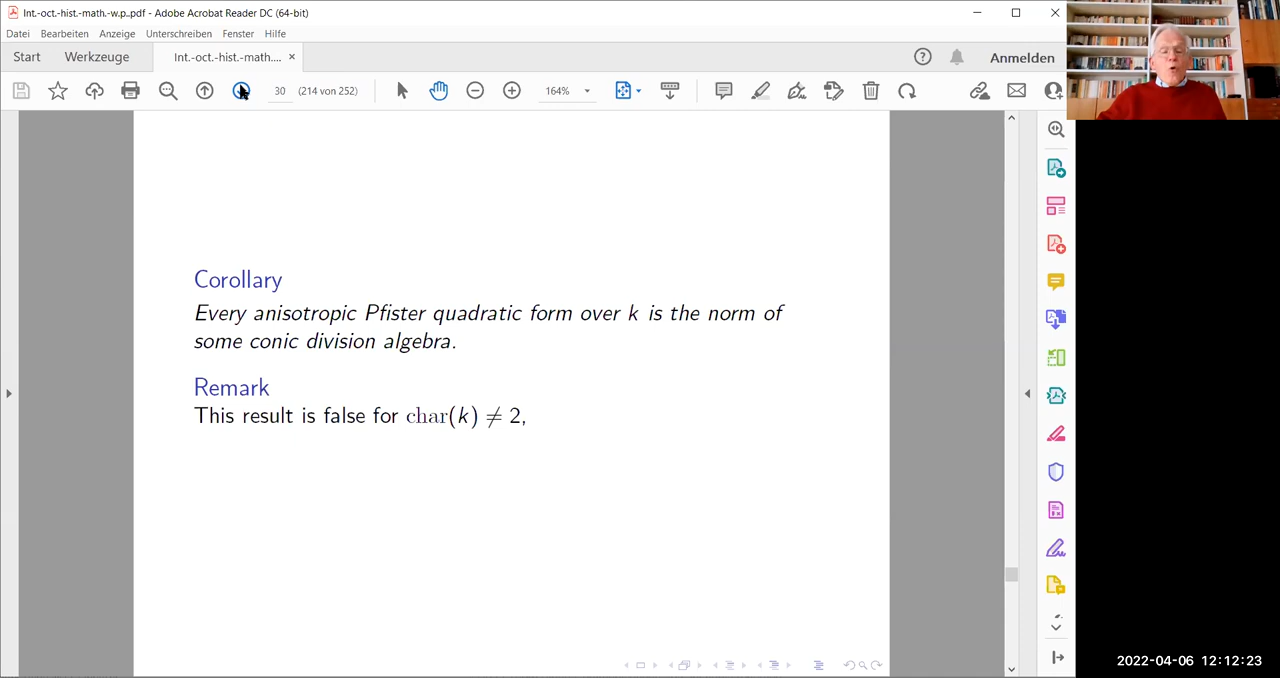 Int.-oct.-hist.-math.-w.p..pdf - Adobe Acrobat Reader DC (64-bit)
Datei Bearbeiten Anzeige Unterschreiben Fenster Hilfe
Start Werkzeuge Int.-oct.-hist.-math.... Anmelden
30 (214 von 252) 164%
Corollary
Every anisotropic Pfister quadratic form over k is the norm of
some conic division algebra.
Remark
This result is false for char(k) ≠ 2,
2022-04-06 12:12:23